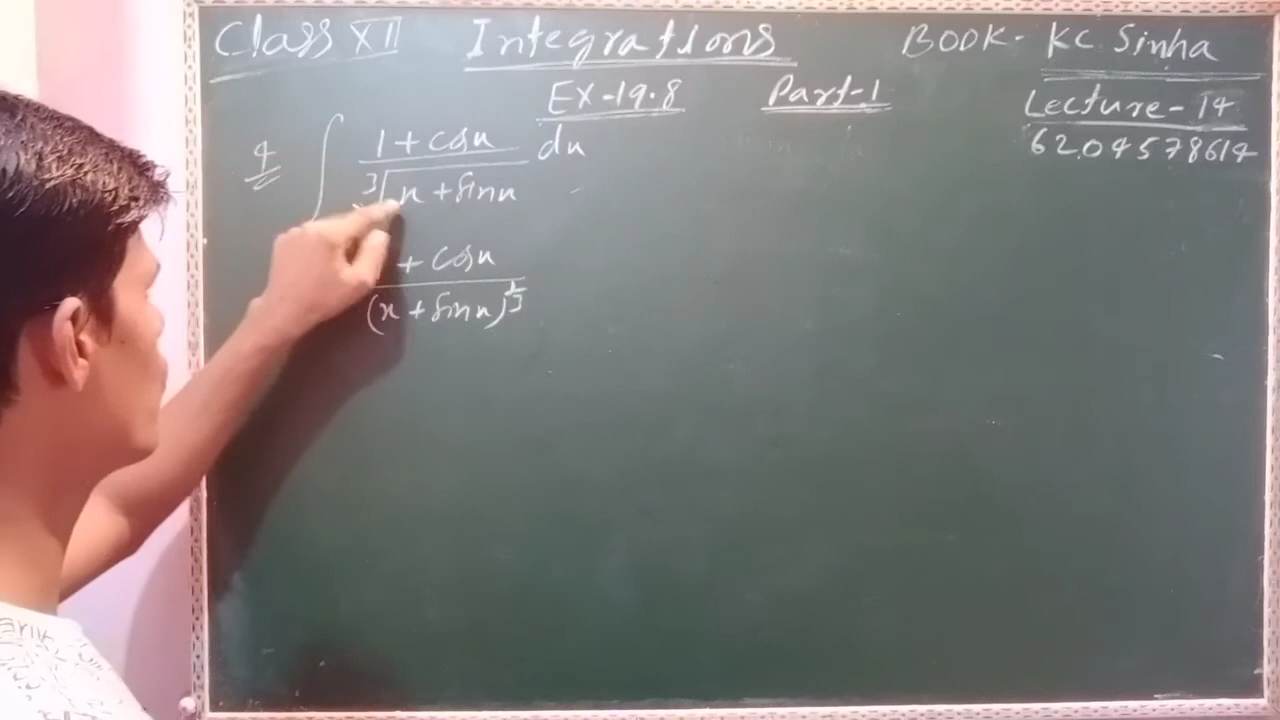 Class XII Integrations BOOK- KC Sinha
EX-19.8 Part-1 Lecture-14
6204578614
4 ∫ 1+cosx / ∛x+sinx dx
+ cosx / (x+sinx)^1/3